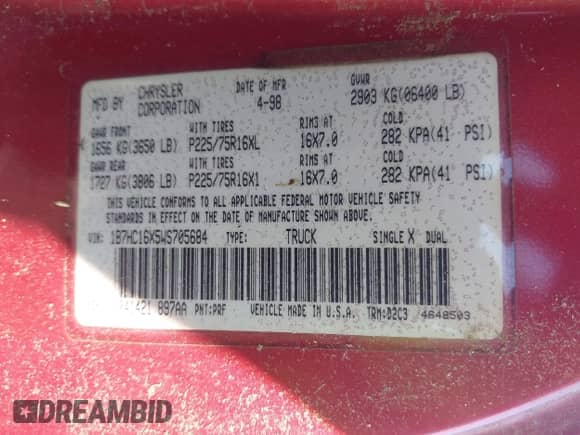 MFD BY CHRYSLER CORPORATION DATE OF MFR 4-98 GVWR 2903 KG(06400 LB)
GAWR FRONT WITH TIRES RIMS AT COLD
1656 KG(3650 LB) P225/75R16XL 16X7.0 282 KPA(41 PSI)
GAWR REAR WITH TIRES RIMS AT COLD
1727 KG(3806 LB) P225/75R16X1 16X7.0 282 KPA(41 PSI)
THIS VEHICLE CONFORMS TO ALL APPLICABLE FEDERAL MOTOR VEHICLE SAFETY
STANDARDS IN EFFECT ON THE DATE OF MANUFACTURE SHOWN ABOVE.
VIN: 1B7HC16X5WS705684 TYPE: TRUCK SINGLE X DUAL
421 897AA PNT:PRF VEHICLE MADE IN U.S.A. TRM:D2C3 4648503
DREAMBID